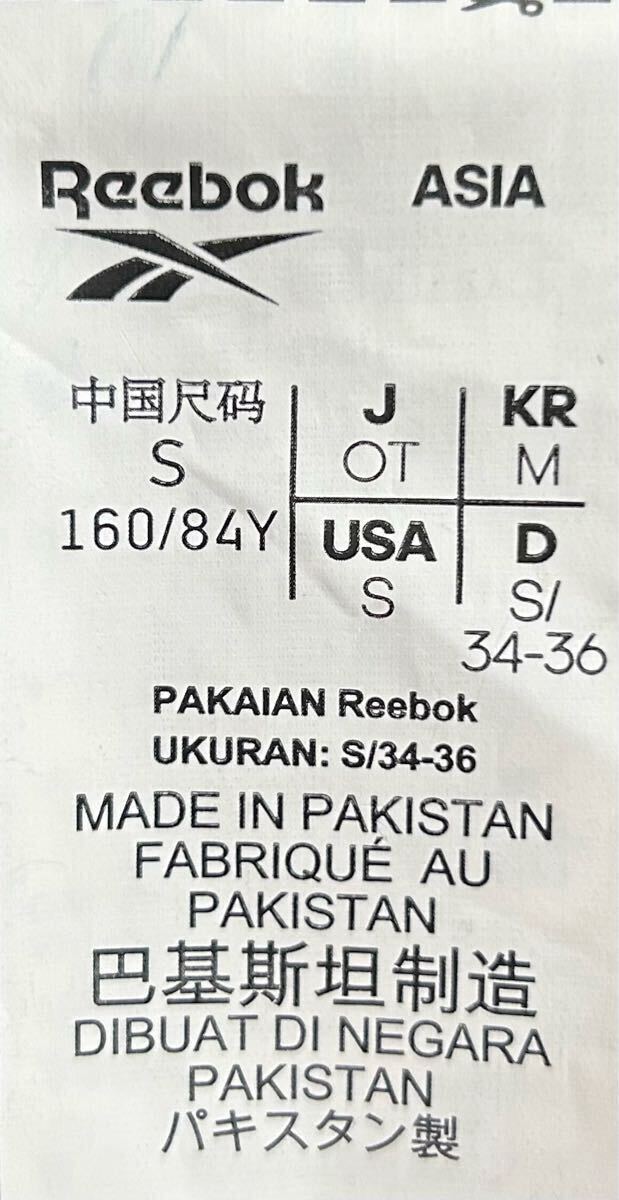 Reebok ASIA
中国尺码
S
160/84Y
J
OT
KR
M
USA
S
D
S/
34-36
PAKAIAN Reebok
UKURAN: S/34-36
MADE IN PAKISTAN
FABRIQUÉ AU
PAKISTAN
巴基斯坦制造
DIBUAT DI NEGARA
PAKISTAN
パキスタン製